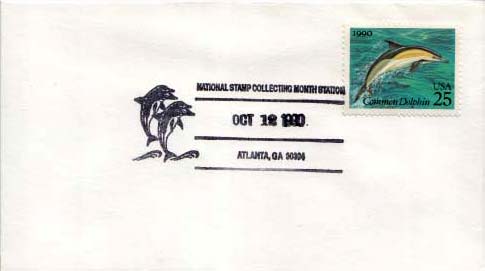 1990
USA
Common Dolphin 25
NATIONAL STAMP COLLECTING MONTH STATION
OCT 12 1990
ATLANTA, GA 30304